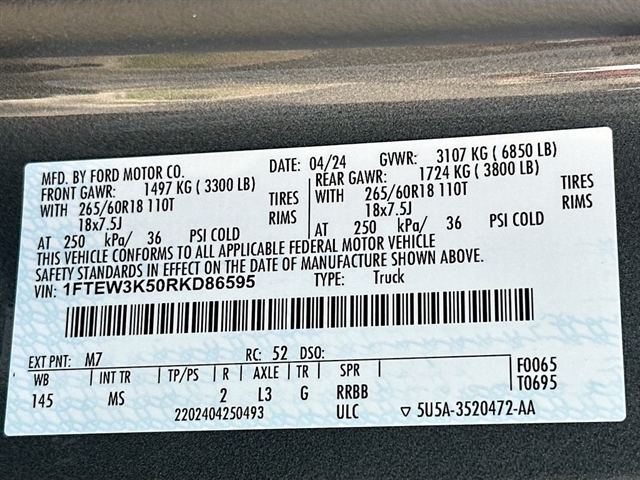 MFD. BY FORD MOTOR CO. DATE: 04/24 GVWR: 3107 KG ( 6850 LB)
FRONT GAWR: 1497 KG ( 3300 LB) REAR GAWR: 1724 KG ( 3800 LB)
WITH 265/60R18 110T TIRES WITH 265/60R18 110T TIRES
18x7.5J RIMS 18x7.5J RIMS
AT 250 kPa/ 36 PSI COLD AT 250 kPa/ 36 PSI COLD
THIS VEHICLE CONFORMS TO ALL APPLICABLE FEDERAL MOTOR VEHICLE
SAFETY STANDARDS IN EFFECT ON THE DATE OF MANUFACTURE SHOWN ABOVE.
VIN: 1FTEW3K50RKD86595 TYPE: Truck
EXT PNT: M7 RC: 52 DSO:
WB INT TR TP/PS R AXLE TR SPR F0065
145 MS 2 L3 G RRBB T0695
2202404250493 ULC ▽ 5U5A-3520472-AA